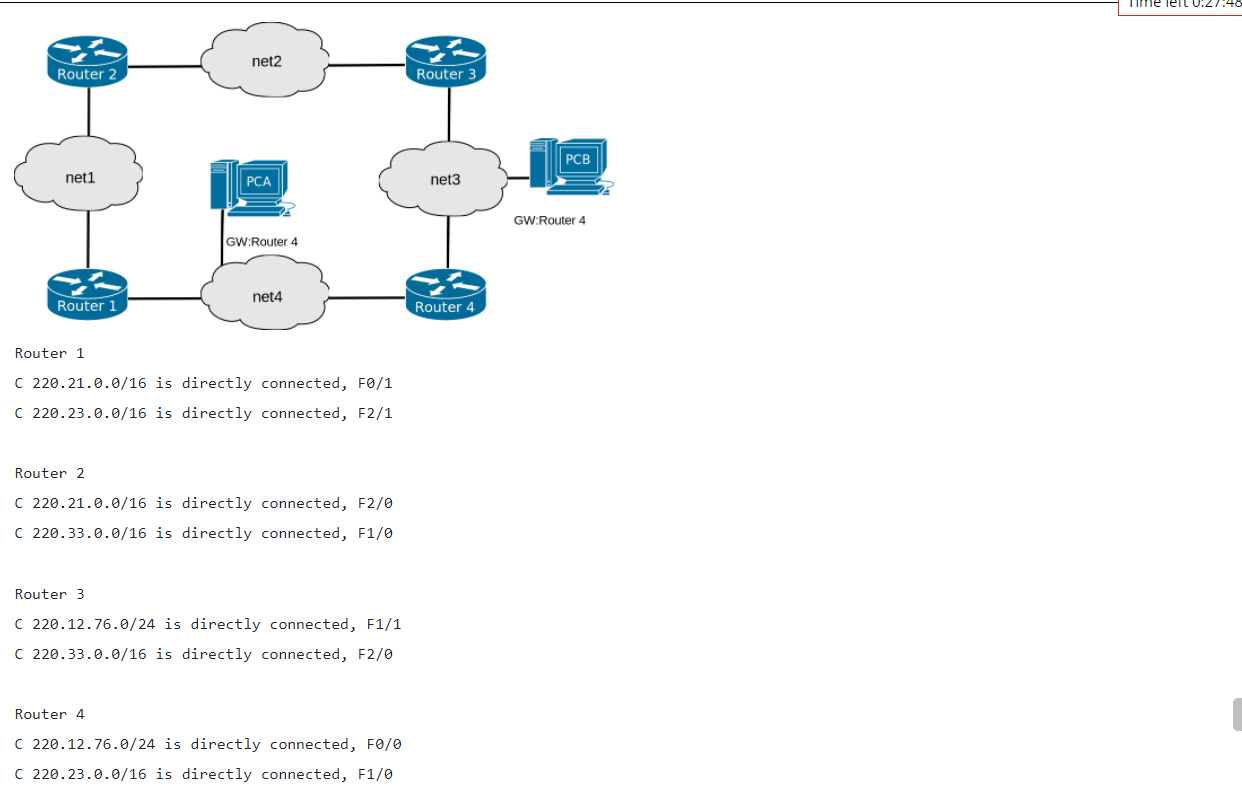 Time left 0:27:48
net2
Router 2
Router 3
PCB
net1
PCA
net3
GW:Router 4
GW:Router 4
net4
Router 1
Router 4
Router 1
C 220.21.0.0/16 is directly connected, F0/1
C 220.23.0.0/16 is directly connected, F2/1
Router 2
C 220.21.0.0/16 is directly connected, F2/0
C 220.33.0.0/16 is directly connected, F1/0
Router 3
C 220.12.76.0/24 is directly connected, F1/1
C 220.33.0.0/16 is directly connected, F2/0
Router 4
C 220.12.76.0/24 is directly connected, F0/0
C 220.23.0.0/16 is directly connected, F1/0